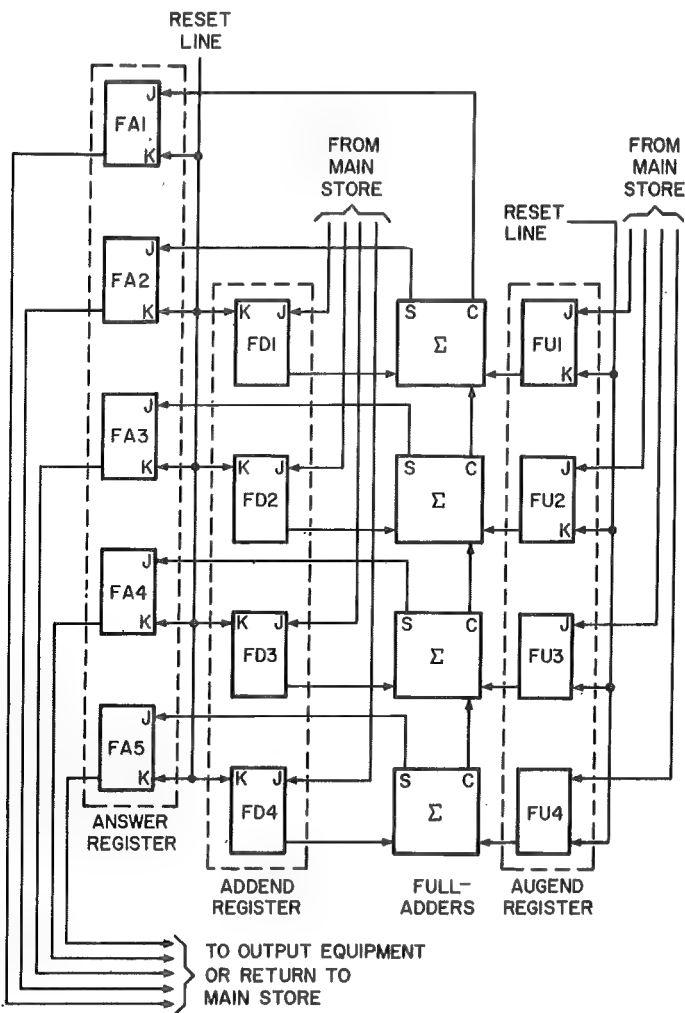 RESET
LINE
J
FA1
K
FROM
MAIN
STORE
FROM
MAIN
STORE
RESET
LINE
J
FA2
K
K J
FD1
S C
Σ
J
FU1
K
J
FA3
K
K J
FD2
S C
Σ
J
FU2
K
J
FA4
K
K J
FD3
S C
Σ
J
FU3
J
FA5
K
K J
FD4
S C
Σ
FU4
ANSWER
REGISTER
ADDEND
REGISTER
FULL-
ADDERS
AUGEND
REGISTER
TO OUTPUT EQUIPMENT
OR RETURN TO
MAIN STORE